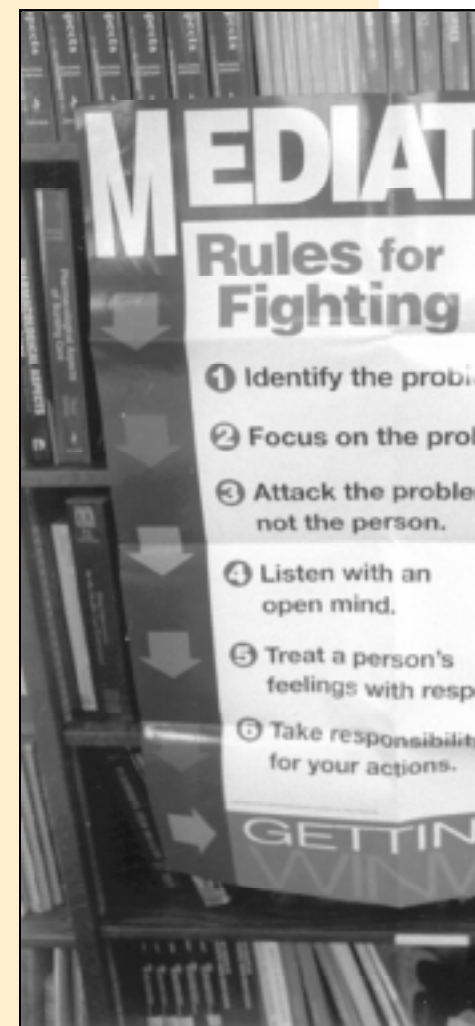 MEDIAT
Rules for
Fighting
1 Identify the probl
2 Focus on the prob
3 Attack the proble
not the person.
4 Listen with an
open mind.
5 Treat a person's
feelings with resp
6 Take responsibility
for your actions.
GETTIN
WINW